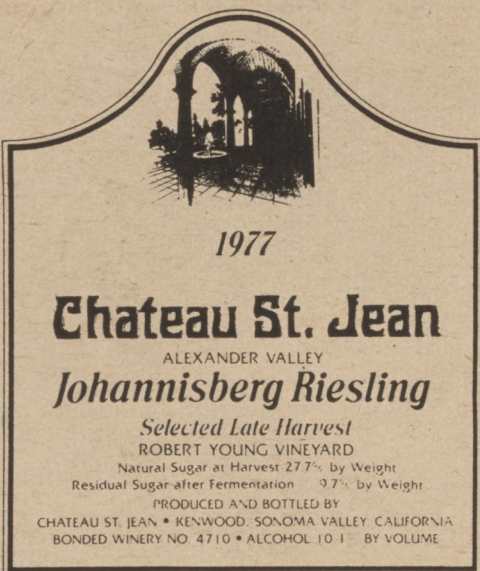 1977
Chateau St. Jean
ALEXANDER VALLEY
Johannisberg Riesling
Selected Late Harvest
ROBERT YOUNG VINEYARD
Natural Sugar at Harvest 27.7% by Weight
Residual Sugar after Fermentation 9.7% by Weight
PRODUCED AND BOTTLED BY
CHATEAU ST. JEAN • KENWOOD, SONOMA VALLEY, CALIFORNIA
BONDED WINERY NO. 4710 • ALCOHOL 10.1 BY VOLUME